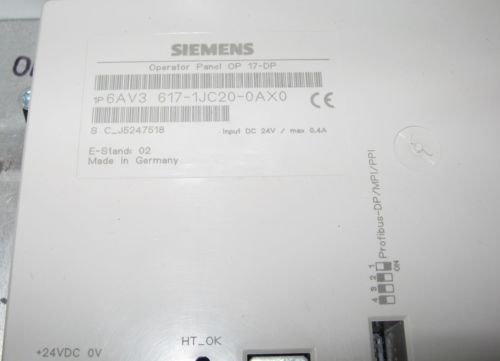 SIEMENS
Operator Panel OP 17-DP
1P 6AV3 617-1JC20-0AX0 CE
S C_J5247518 Input DC 24V / max 0.4A
E-Stand: 02
Made in Germany
Profibus-DP/MPI/PPI
4 3 2 1
ON
HT_OK
+24VDC 0V